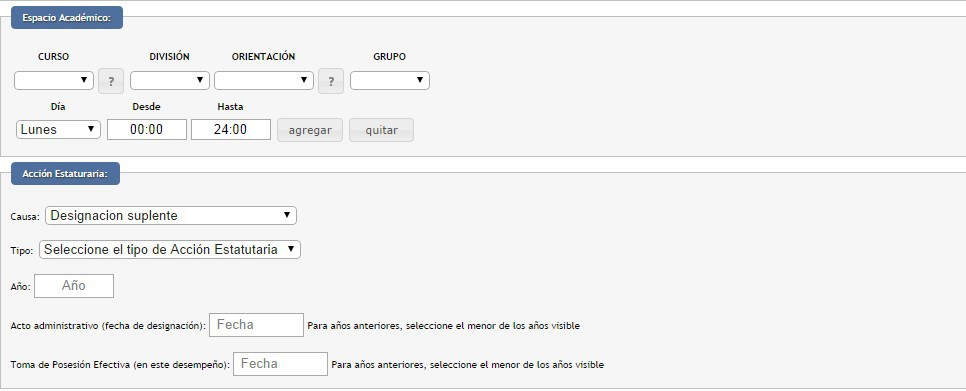 Espacio Académico:
CURSO DIVISIÓN ORIENTACIÓN GRUPO
? ?
Día Desde Hasta
Lunes 00:00 24:00 agregar quitar
Acción Estaturaria:
Causa: Designacion suplente
Tipo: Seleccione el tipo de Acción Estatutaria
Año: Año
Acto administrativo (fecha de designación): Fecha Para años anteriores, seleccione el menor de los años visible
Toma de Posesión Efectiva (en este desempeño): Fecha Para años anteriores, seleccione el menor de los años visible